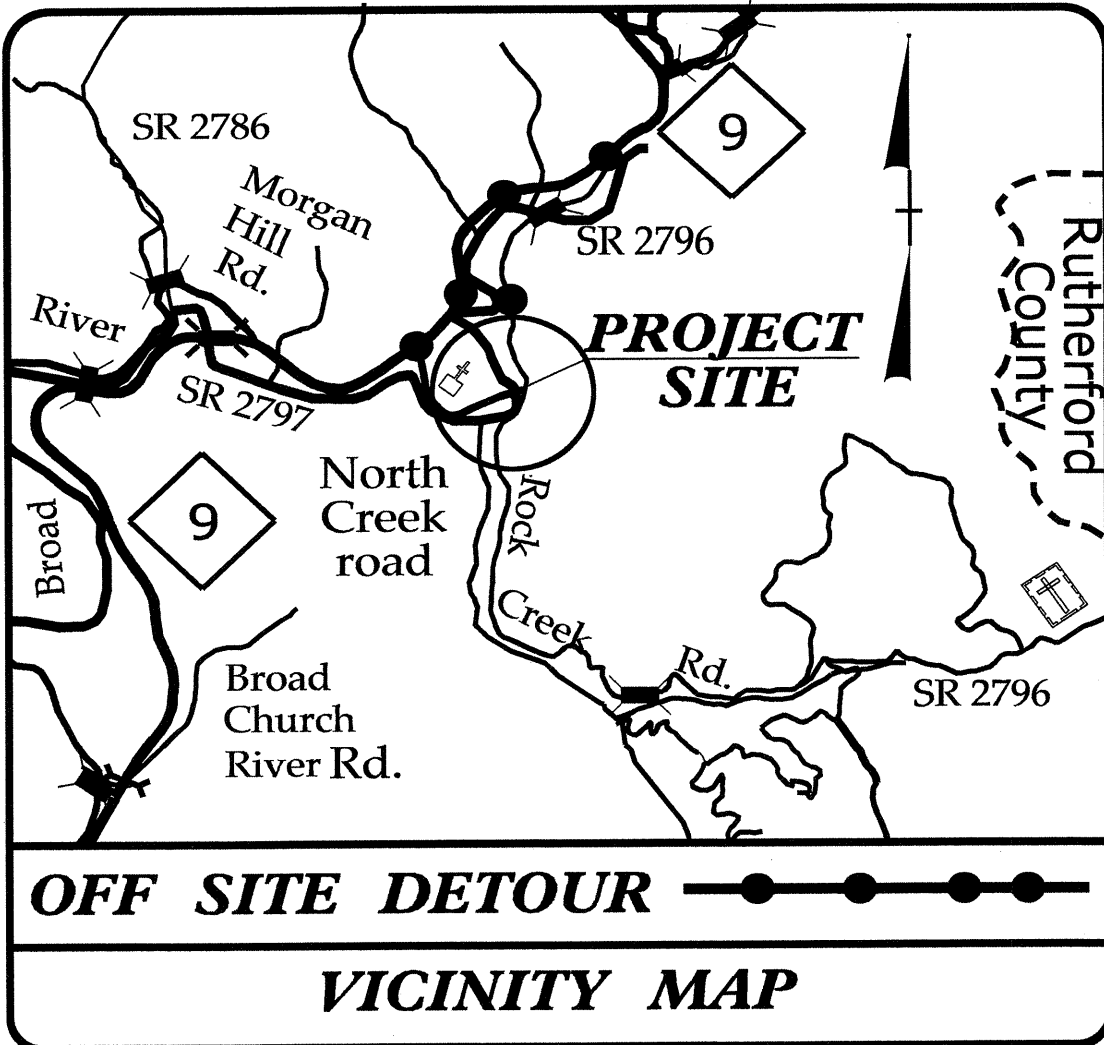 SR 2786
9
Morgan
Hill
Rd.
SR 2796
Rutherford
County
River
PROJECT
SITE
SR 2797
North
Creek
road
Rock
9
Broad
Creek
Rd.
SR 2796
Broad
Church
River Rd.
OFF SITE DETOUR
VICINITY MAP